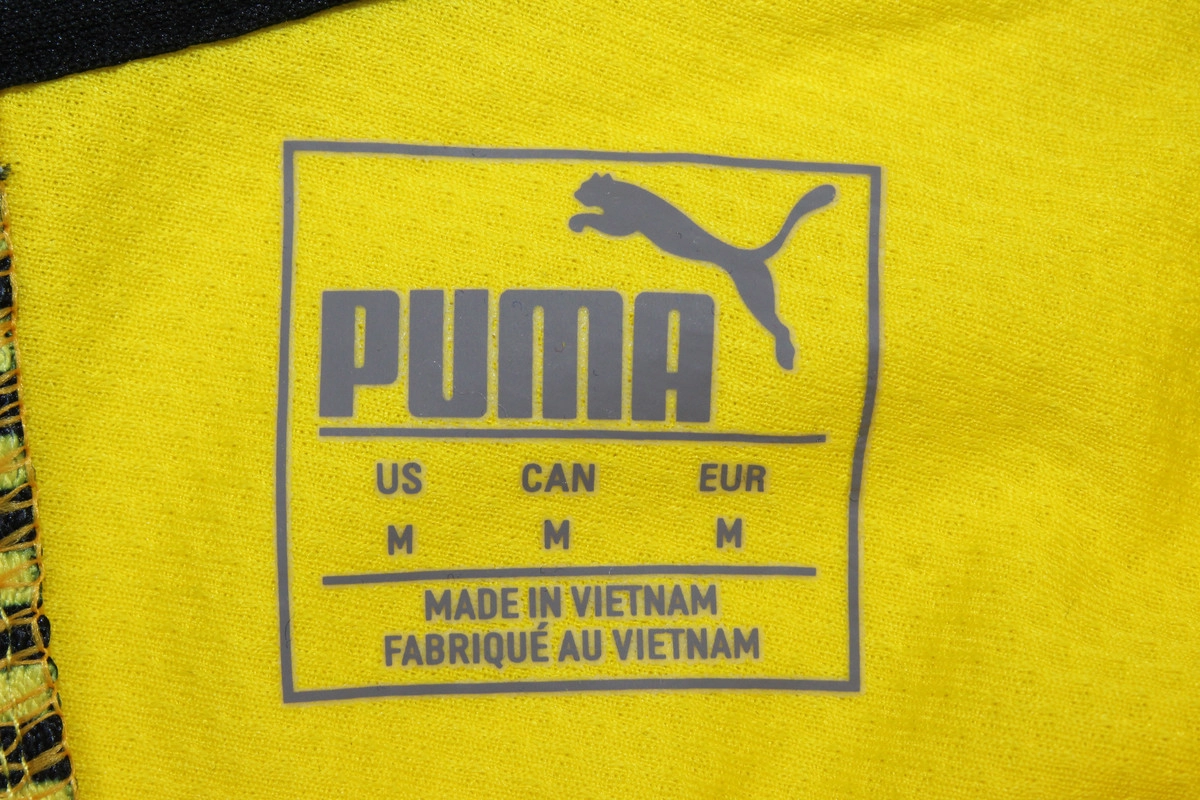 PUMA
US CAN EUR
M M M
MADE IN VIETNAM
FABRIQUÉ AU VIETNAM